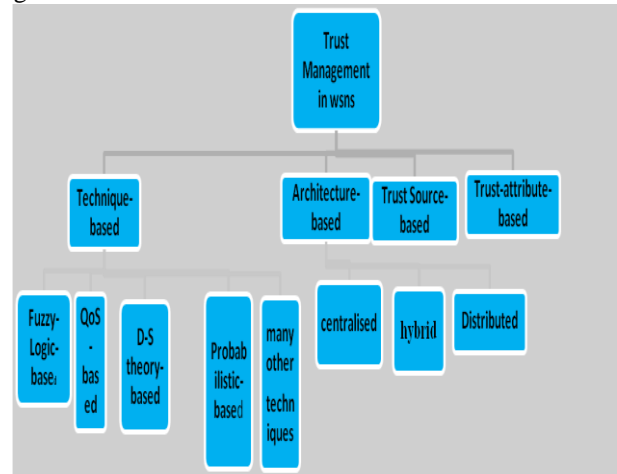 g
Trust
Management
in wsns
Technique-
based
Architecture-
based
Trust Source-
based
Trust-attribute-
based
Fuzzy-
Logic-
based
QoS
-
bas
ed
D-S
theory-
based
Probab
ilistic-
based
many
other
techn
iques
centralised
hybrid
Distributed